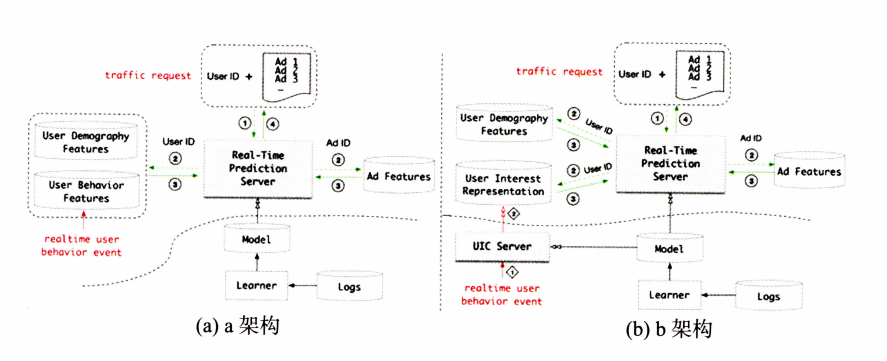 traffic request
User ID +
Ad 1
Ad 2
Ad 3
①
④
User Demography
Features
User ID
②
③
User Behavior
Features
Real-Time
Prediction
Server
Ad ID
②
③
Ad Features
realtime user
behavior event
Model
Learner
Logs
(a) a 架构
traffic request
User ID +
Ad 1
Ad 2
Ad 3
①
④
User Demography
Features
② User ID
③
User Interest
Representation
② User ID
③
Real-Time
Prediction
Server
Ad ID
②
③
Ad Features
2
UIC Server
1
realtime user
behavior event
Model
Learner
Logs
(b) b 架构